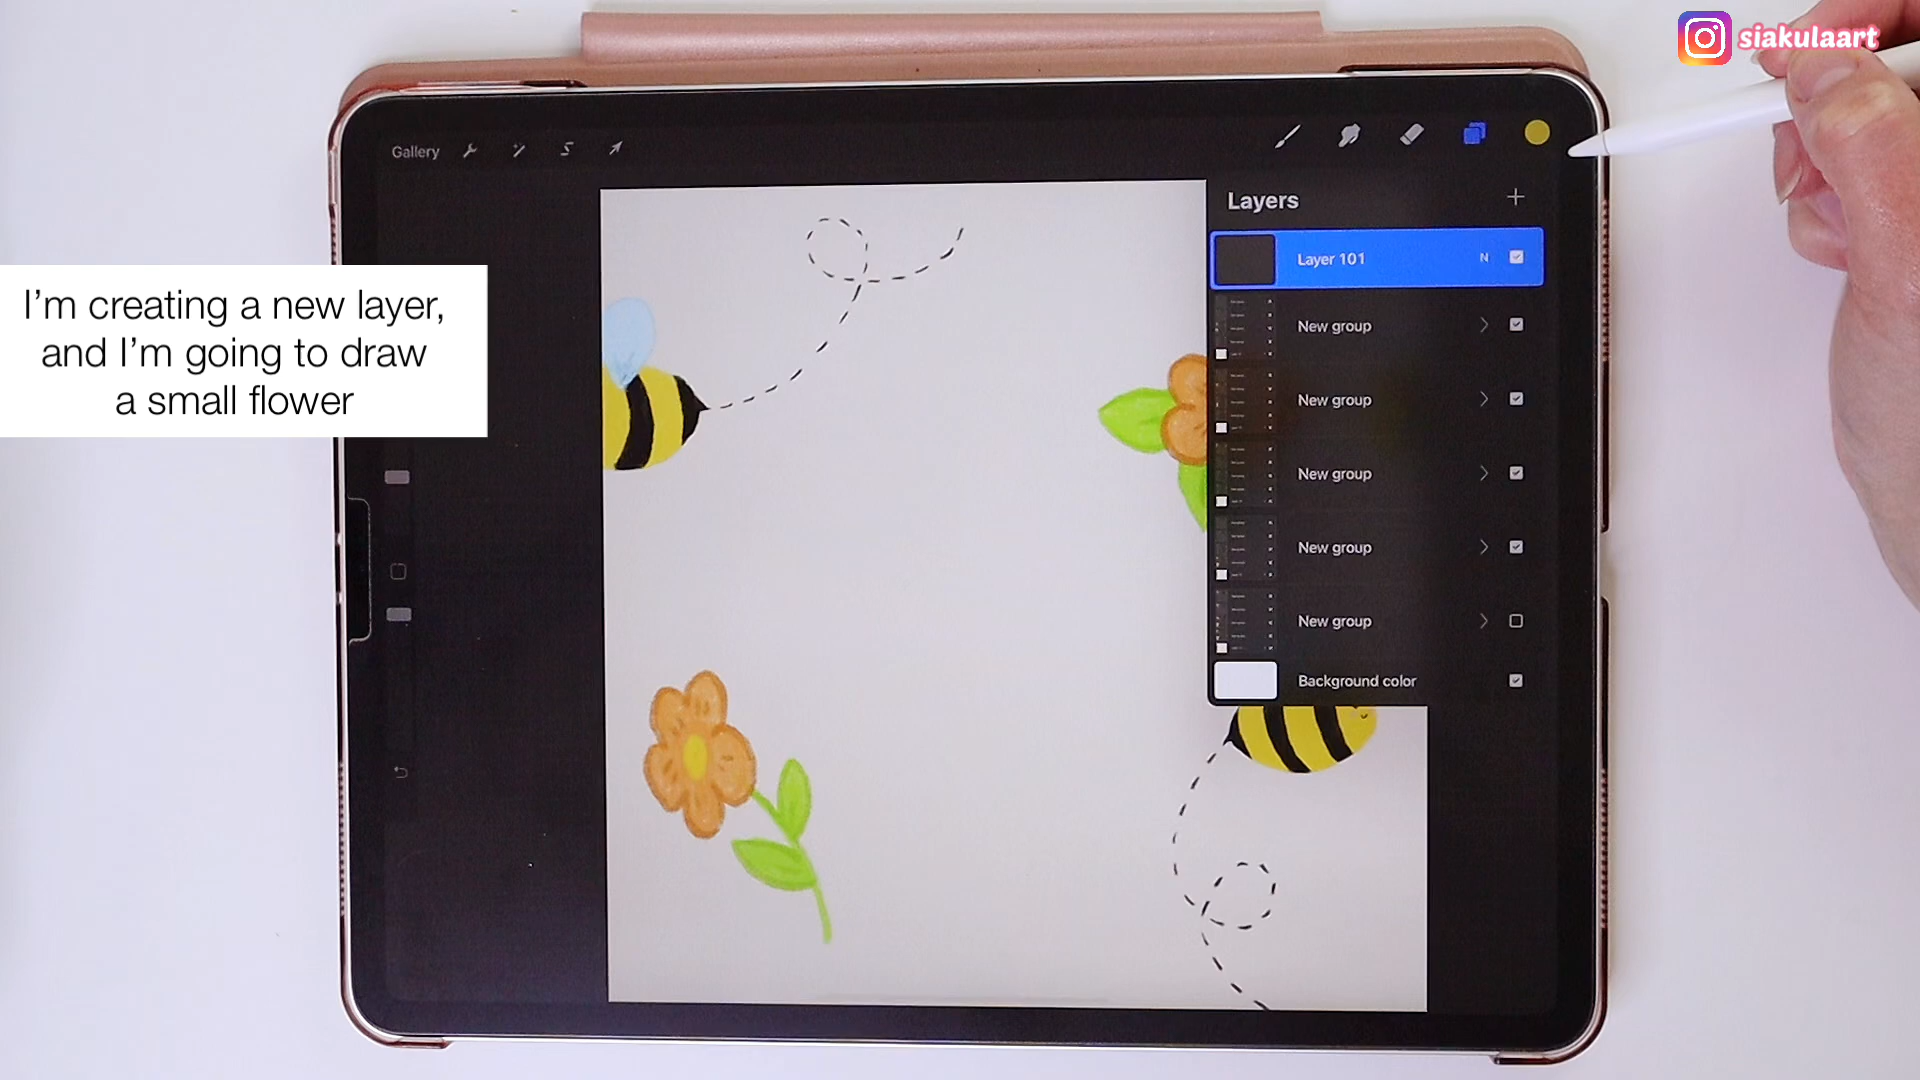 siakulaart
Gallery
Layers
I'm creating a new layer,
and I'm going to draw
a small flower
Layer 101 N
New group
New group
New group
New group
New group
Background color